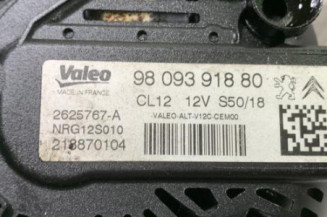 Valeo 98 093 918 80
MADE IN FRANCE
CL12 12V S50/18
2625767-A
VALEO-ALT-V12C-CEM00
NRG12S010
218870104